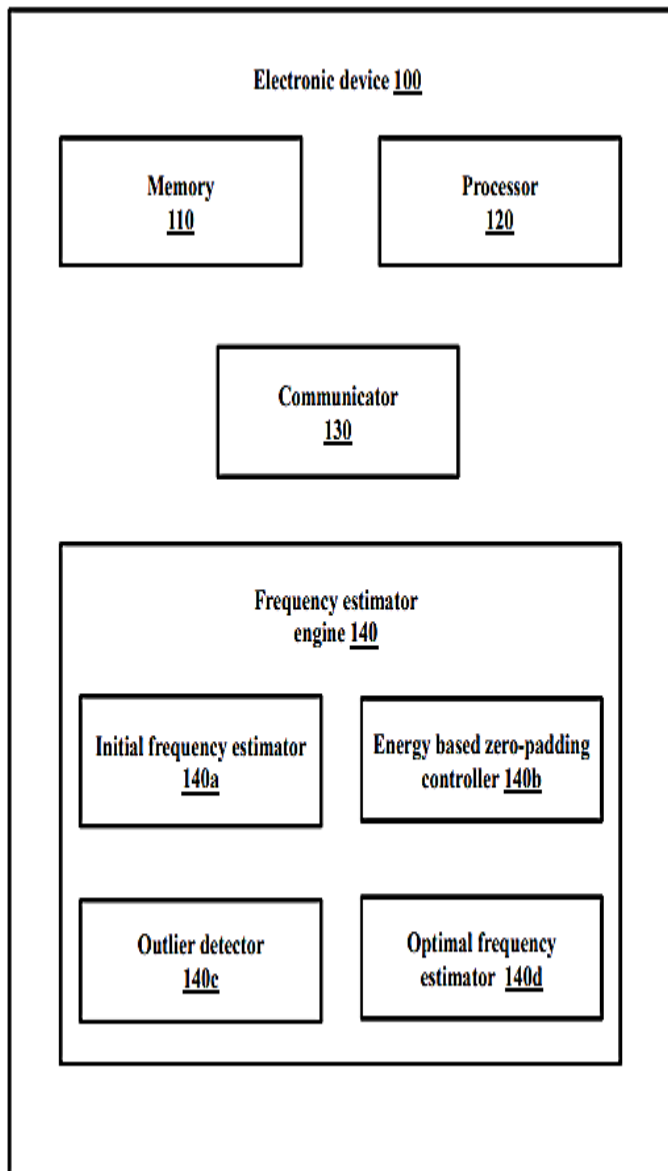 Electronic device 100
Memory
110
Processor
120
Communicator
130
Frequency estimator
engine 140
Initial frequency estimator
140a
Energy based zero-padding
controller 140b
Outlier detector
140c
Optimal frequency
estimator 140d